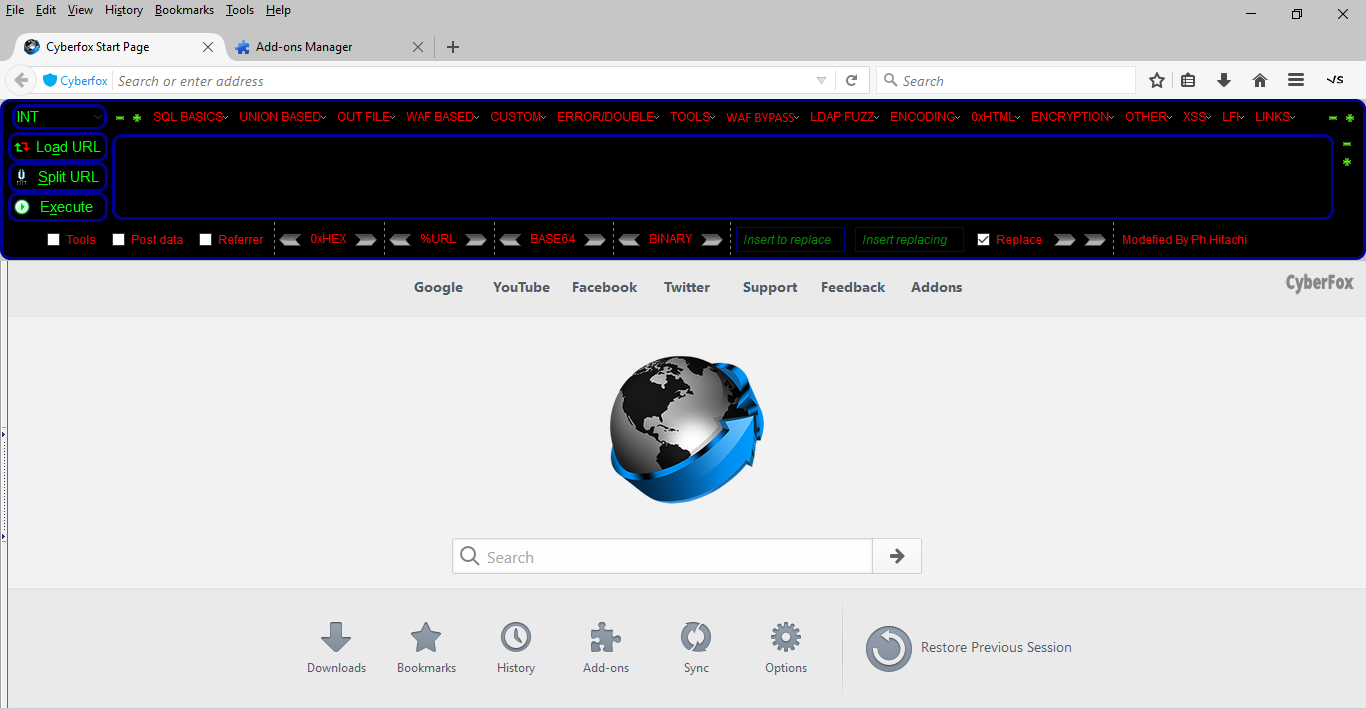 File Edit View History Bookmarks Tools Help
Cyberfox Start Page Add-ons Manager
Cyberfox Search or enter address Search
INT SQL BASICS UNION BASED OUT FILE WAF BASED CUSTOM ERROR/DOUBLE TOOLS WAF BYPASS LDAP FUZZ ENCODING 0xHTML ENCRYPTION OTHER XSS LFI LINKS
Load URL
Split URL
Execute
Tools Post data Referrer 0xHEX %URL BASE64 BINARY Insert to replace Insert replacing Replace Modefied By Ph.Hitachi
Google YouTube Facebook Twitter Support Feedback Addons CyberFox
Search
Downloads Bookmarks History Add-ons Sync Options Restore Previous Session